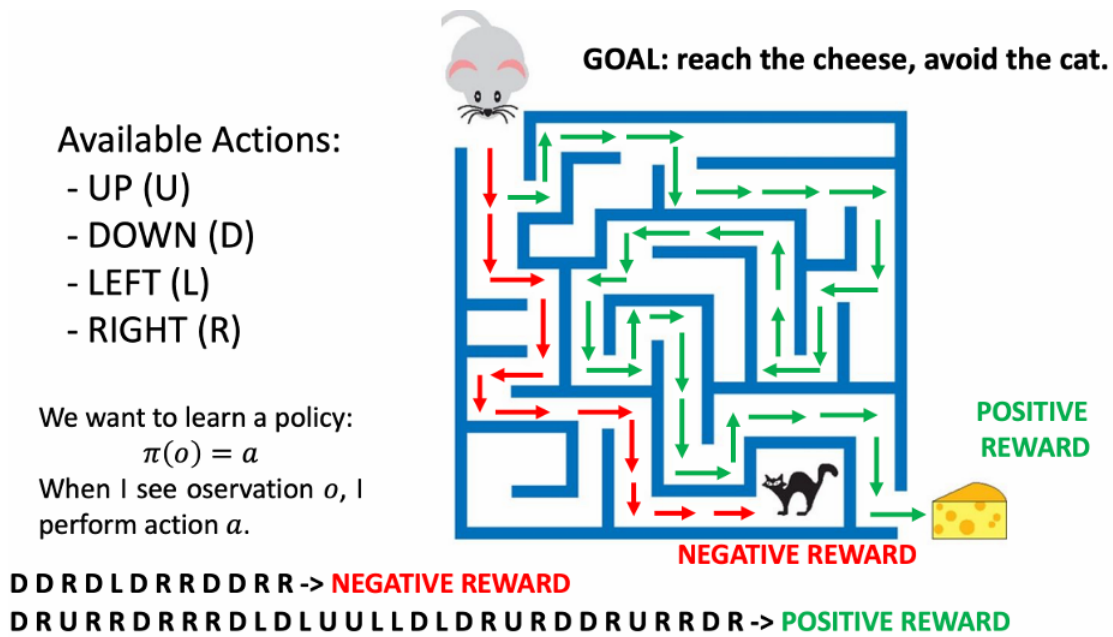 GOAL: reach the cheese, avoid the cat.
Available Actions:
- UP (U)
- DOWN (D)
- LEFT (L)
- RIGHT (R)
We want to learn a policy:
𝜋(𝑜) = 𝑎
When I see oservation 𝑜, I
perform action 𝑎.
POSITIVE
REWARD
NEGATIVE REWARD
D D R D L D R R D D R R -> NEGATIVE REWARD
D R U R R D R R R D L D L U U L L D L D R U R D D R U R R D R -> POSITIVE REWARD